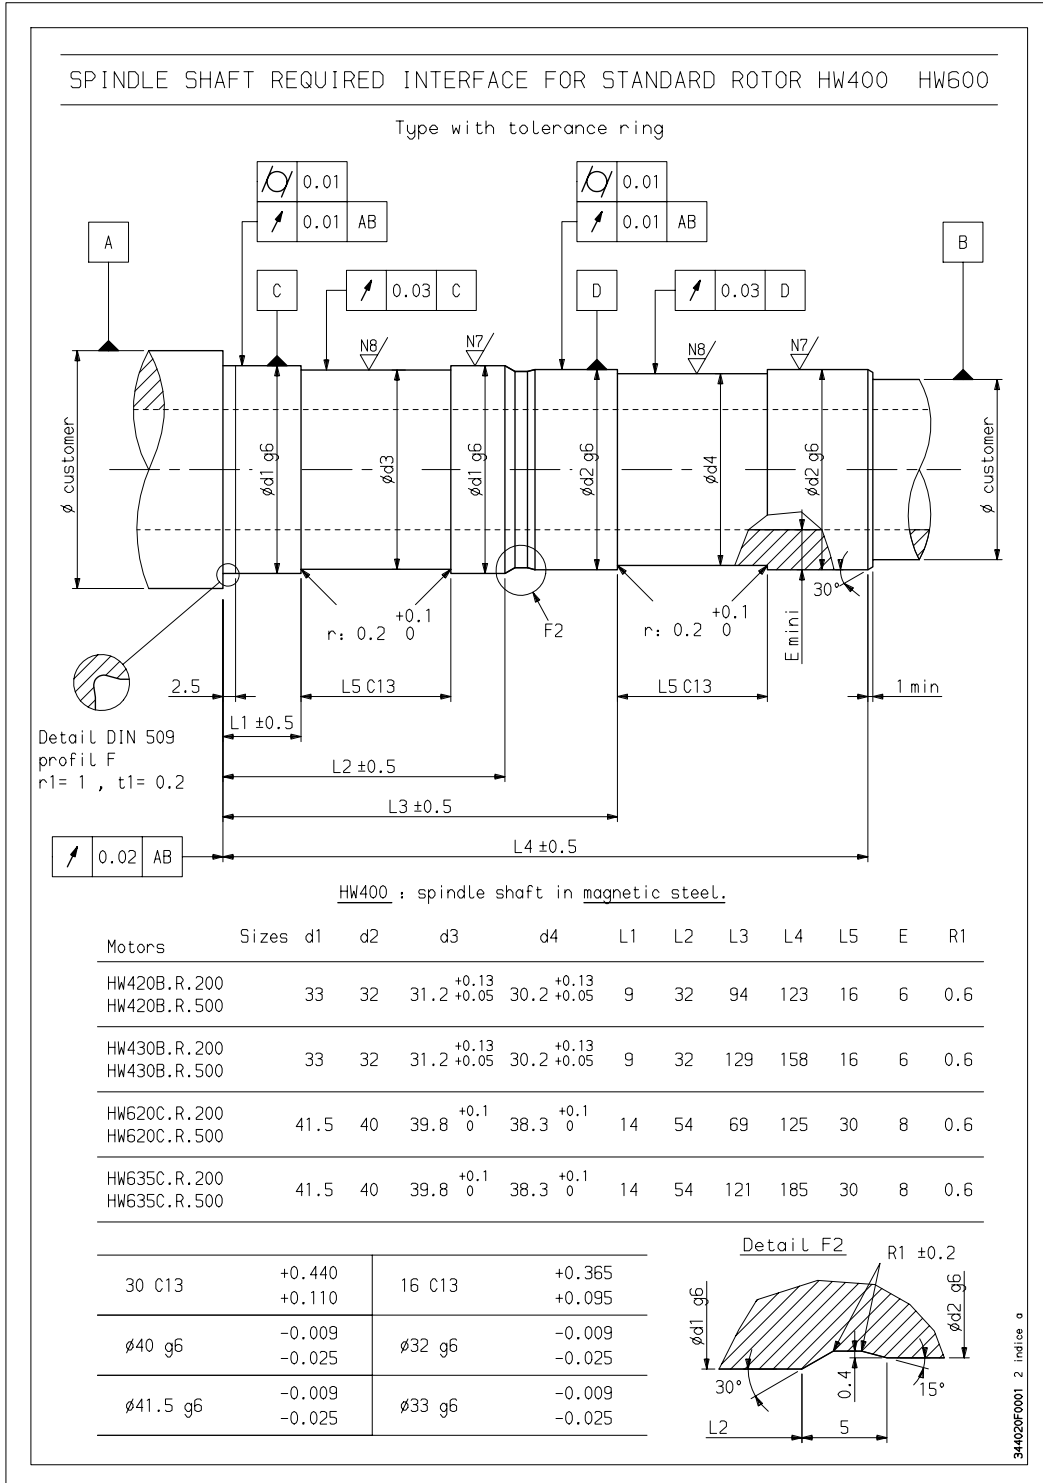 SPINDLE SHAFT REQUIRED INTERFACE FOR STANDARD ROTOR HW400 HW600
Type with tolerance ring
0.01
0.01 AB
0.01
0.01 AB
A
B
C
0.03 C
D
0.03 D
N8
N7
N8
N7
ø customer
ød1 g6
ød3
ød1 g6
ød2 g6
ød4
ød2 g6
ø customer
30°
E mini
r: 0.2 +0.1 0
F2
r: 0.2 +0.1 0
2.5
L5 C13
L5 C13
1 min
L1 ±0.5
Detail DIN 509
profil F
r1= 1 , t1= 0.2
L2 ±0.5
L3 ±0.5
L4 ±0.5
0.02 AB
HW400 : spindle shaft in magnetic steel.
Motors Sizes d1 d2 d3 d4 L1 L2 L3 L4 L5 E R1
HW420B.R.200
HW420B.R.500
33 32 31.2 +0.13 +0.05 30.2 +0.13 +0.05 9 32 94 123 16 6 0.6
HW430B.R.200
HW430B.R.500
33 32 31.2 +0.13 +0.05 30.2 +0.13 +0.05 9 32 129 158 16 6 0.6
HW620C.R.200
HW620C.R.500
41.5 40 39.8 +0.1 0 38.3 +0.1 0 14 54 69 125 30 8 0.6
HW635C.R.200
HW635C.R.500
41.5 40 39.8 +0.1 0 38.3 +0.1 0 14 54 121 185 30 8 0.6
30 C13 +0.440 +0.110 16 C13 +0.365 +0.095
ø40 g6 -0.009 -0.025 ø32 g6 -0.009 -0.025
ø41.5 g6 -0.009 -0.025 ø33 g6 -0.009 -0.025
Detail F2
R1 ±0.2
ød1 g6
ød2 g6
30°
0.4
15°
L2
5
344020F0001 2 indice a